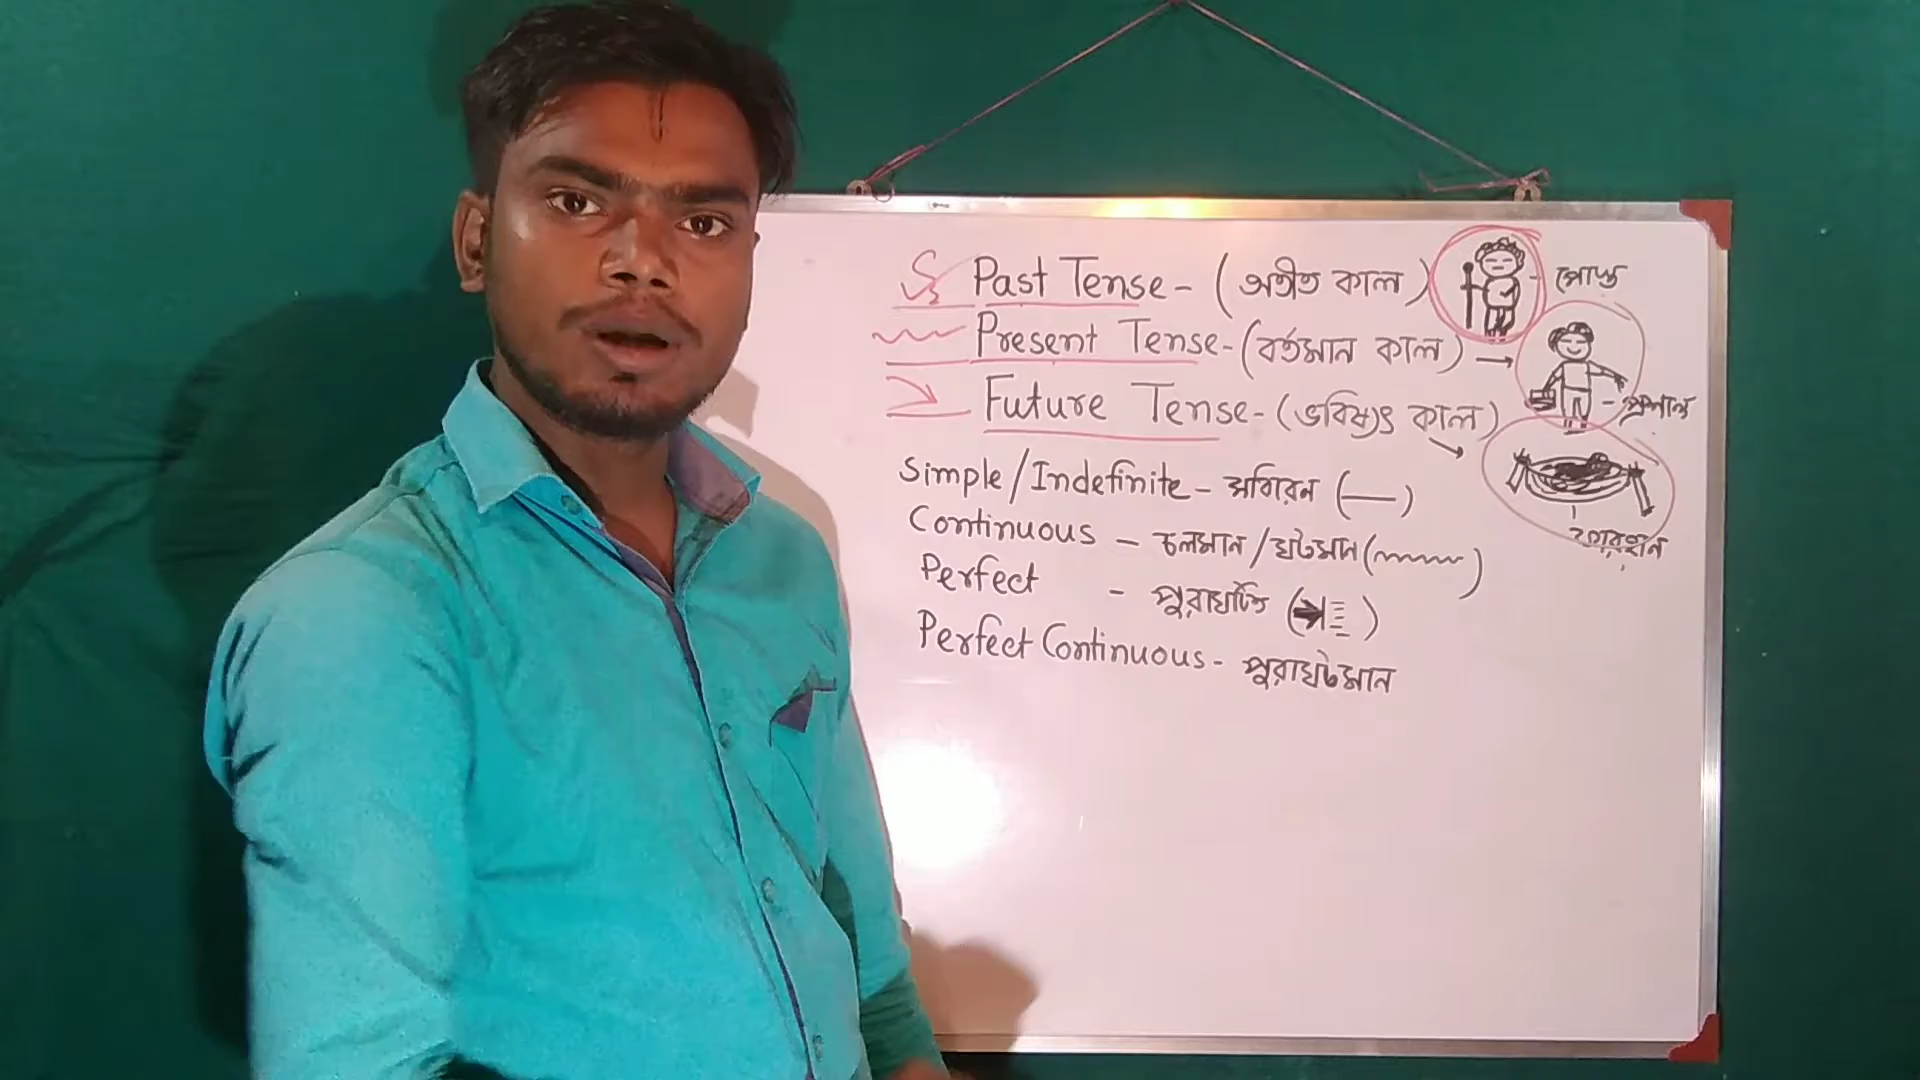 Past Tense - (অতীত কাল) - পোস্ত
Present Tense - (বর্তমান কাল) →
Future Tense - (ভবিষ্যৎ কাল) →
Simple/Indefinite - (—)
Continuous - চলমান/ঘটমান (﹏﹏)
Perfect - পুরাঘটিত
Perfect Continuous - পুরাঘটমান